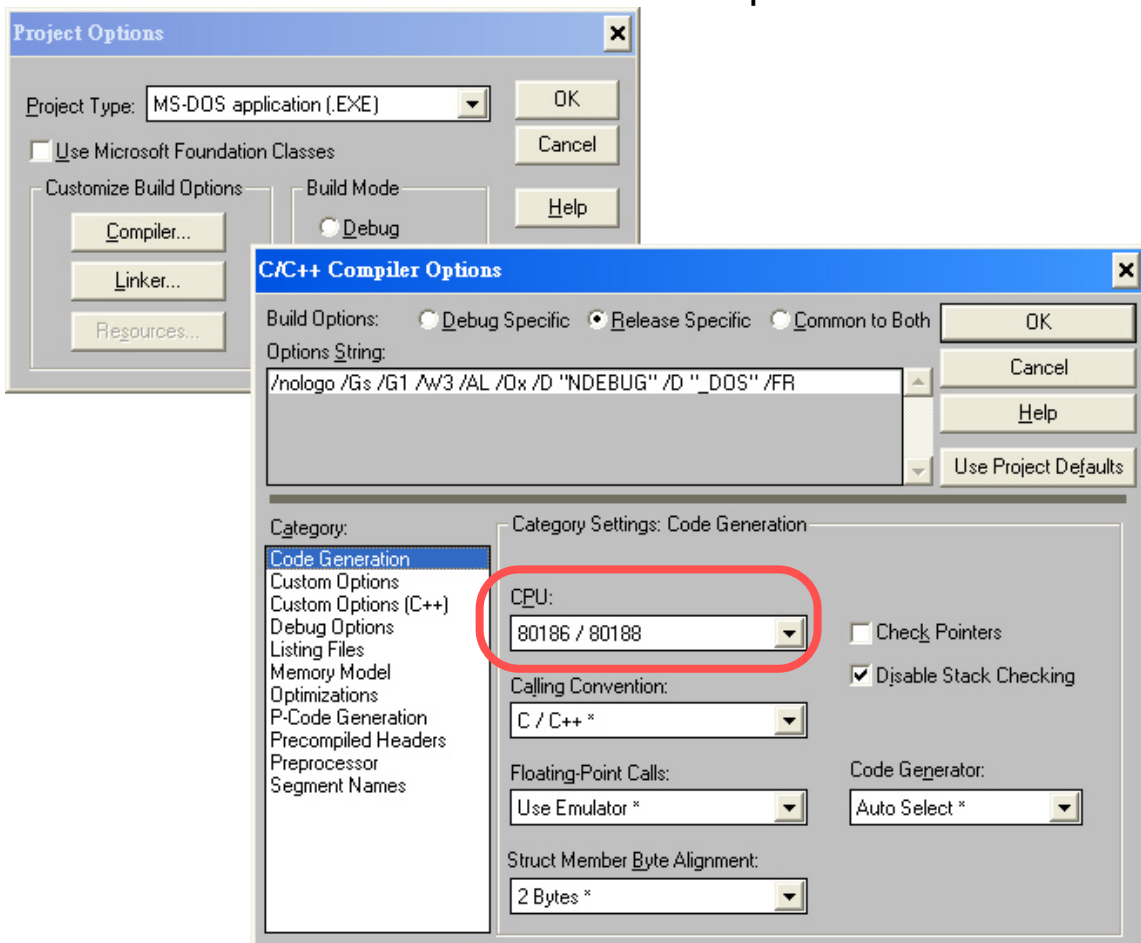 Project Options
Project Type: MS-DOS application (.EXE)
OK
Use Microsoft Foundation Classes
Cancel
Customize Build Options
Build Mode
Help
Compiler...
Debug
Linker...
Resources...
C/C++ Compiler Options
Build Options: Debug Specific Release Specific Common to Both
OK
Options String:
Cancel
/nologo /Gs /G1 /W3 /AL /Ox /D "NDEBUG" /D "_DOS" /FR
Help
Use Project Defaults
Category:
Code Generation
Custom Options
Custom Options (C++)
Debug Options
Listing Files
Memory Model
Optimizations
P-Code Generation
Precompiled Headers
Preprocessor
Segment Names
Category Settings: Code Generation
CPU:
80186 / 80188
Check Pointers
Disable Stack Checking
Calling Convention:
C / C++ *
Floating-Point Calls:
Use Emulator *
Code Generator:
Auto Select *
Struct Member Byte Alignment:
2 Bytes *